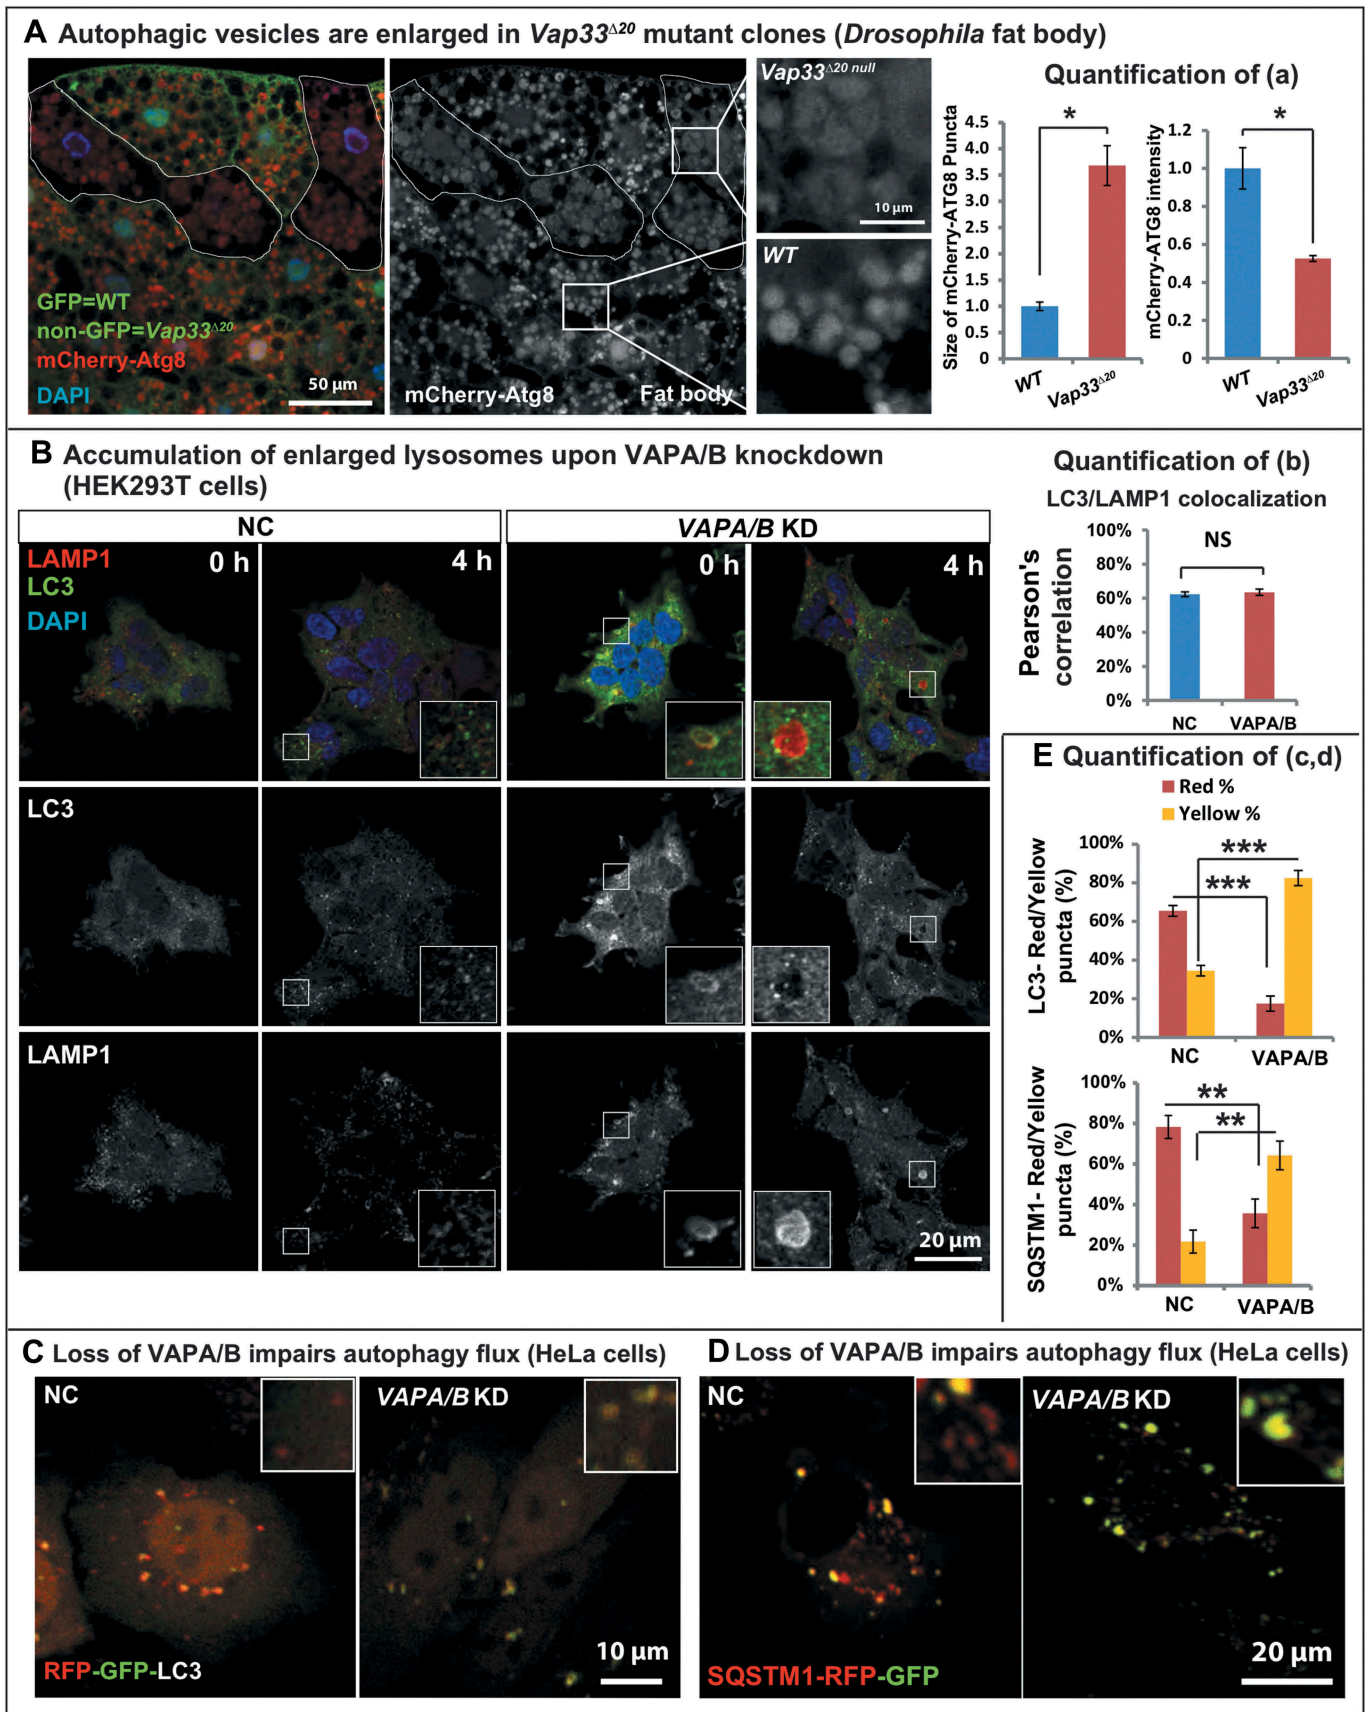 A Autophagic vesicles are enlarged in Vap33Δ20 mutant clones (Drosophila fat body)
GFP=WT
non-GFP=Vap33Δ20
mCherry-Atg8
DAPI
50 µm
mCherry-Atg8
Fat body
Vap33Δ20 null
10 µm
WT
Quantification of (a)
Size of mCherry-ATG8 Puncta
4.5
4.0
3.5
3.0
2.5
2.0
1.5
1.0
0.5
0
*
WT
Vap33Δ20
mCherry-ATG8 intensity
1.2
1.0
0.8
0.6
0.4
0.2
0
*
WT
Vap33Δ20
B Accumulation of enlarged lysosomes upon VAPA/B knockdown
(HEK293T cells)
NC
VAPA/B KD
LAMP1
LC3
DAPI
0 h
4 h
0 h
4 h
LC3
LAMP1
20 µm
Quantification of (b)
LC3/LAMP1 colocalization
Pearson's
correlation
100%
80%
60%
40%
20%
0%
NS
NC
VAPA/B
E Quantification of (c,d)
Red %
Yellow %
LC3- Red/Yellow
puncta (%)
100%
80%
60%
40%
20%
0%
***
***
NC
VAPA/B
SQSTM1- Red/Yellow
puncta (%)
100%
80%
60%
40%
20%
0%
**
**
NC
VAPA/B
C Loss of VAPA/B impairs autophagy flux (HeLa cells)
NC
VAPA/B KD
RFP-GFP-LC3
10 µm
D Loss of VAPA/B impairs autophagy flux (HeLa cells)
NC
VAPA/B KD
SQSTM1-RFP-GFP
20 µm